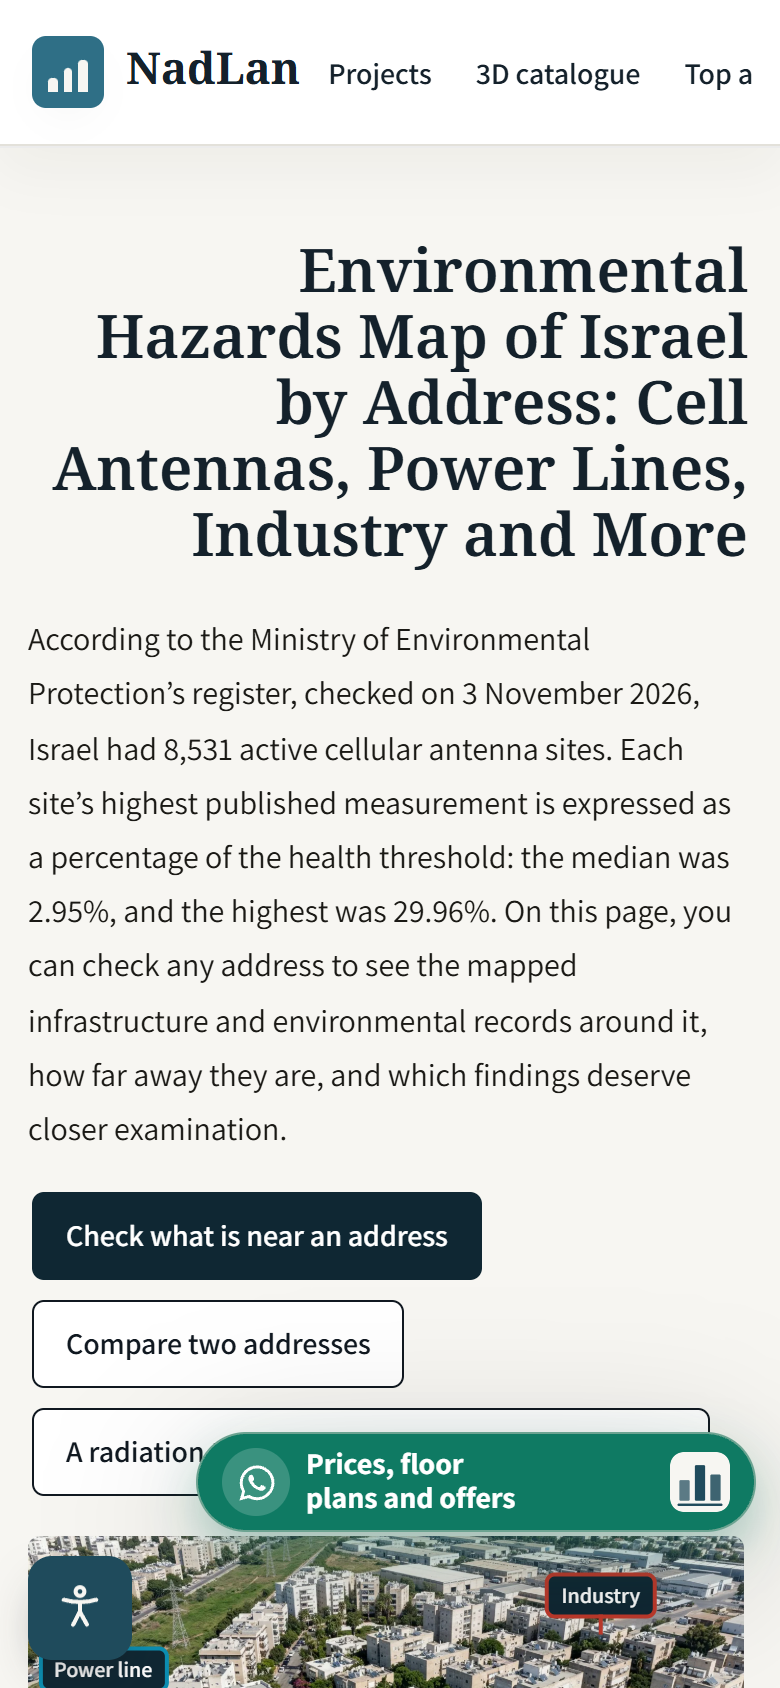 NadLan
Projects
3D catalogue
Top a
Environmental
Hazards Map of Israel
by Address: Cell
Antennas, Power Lines,
Industry and More
According to the Ministry of Environmental
Protection’s register, checked on 3 November 2026,
Israel had 8,531 active cellular antenna sites. Each
site’s highest published measurement is expressed as
a percentage of the health threshold: the median was
2.95%, and the highest was 29.96%. On this page, you
can check any address to see the mapped
infrastructure and environmental records around it,
how far away they are, and which findings deserve
closer examination.
Check what is near an address
Compare two addresses
A radiation
Prices, floor
plans and offers
Industry
Power line